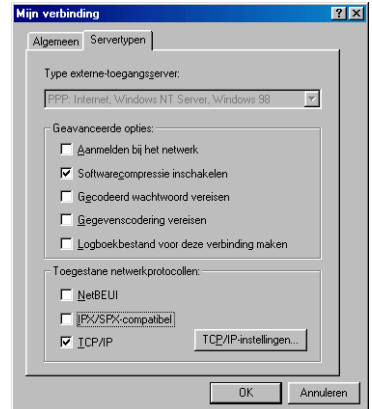 Mijn verbinding
Algemeen Servertypen
Type externe-toegangsserver:
PPP: Internet, Windows NT Server, Windows 98
Geavanceerde opties:
Aanmelden bij het netwerk
Softwarecompressie inschakelen
Gecodeerd wachtwoord vereisen
Gegevenscodering vereisen
Logboekbestand voor deze verbinding maken
Toegestane netwerkprotocollen:
NetBEUI
IPX/SPX-compatibel
TCP/IP TCP/IP-instellingen...
OK Annuleren